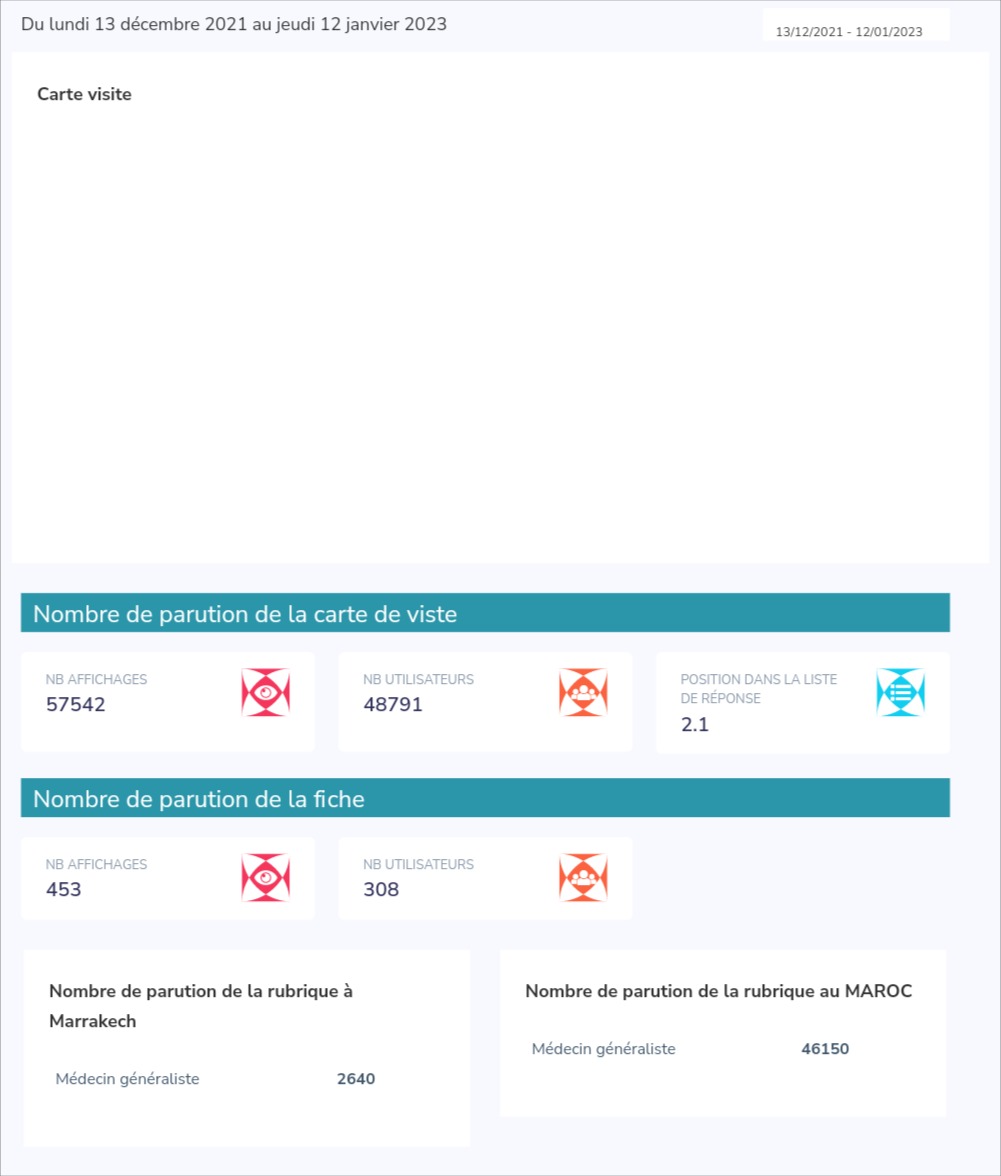 Du lundi 13 décembre 2021 au jeudi 12 janvier 2023
13/12/2021 - 12/01/2023
Carte visite
Nombre de parution de la carte de viste
NB AFFICHAGES
57542
NB UTILISATEURS
48791
POSITION DANS LA LISTE
DE RÉPONSE
2.1
Nombre de parution de la fiche
NB AFFICHAGES
453
NB UTILISATEURS
308
Nombre de parution de la rubrique à
Marrakech
Médecin généraliste 2640
Nombre de parution de la rubrique au MAROC
Médecin généraliste 46150